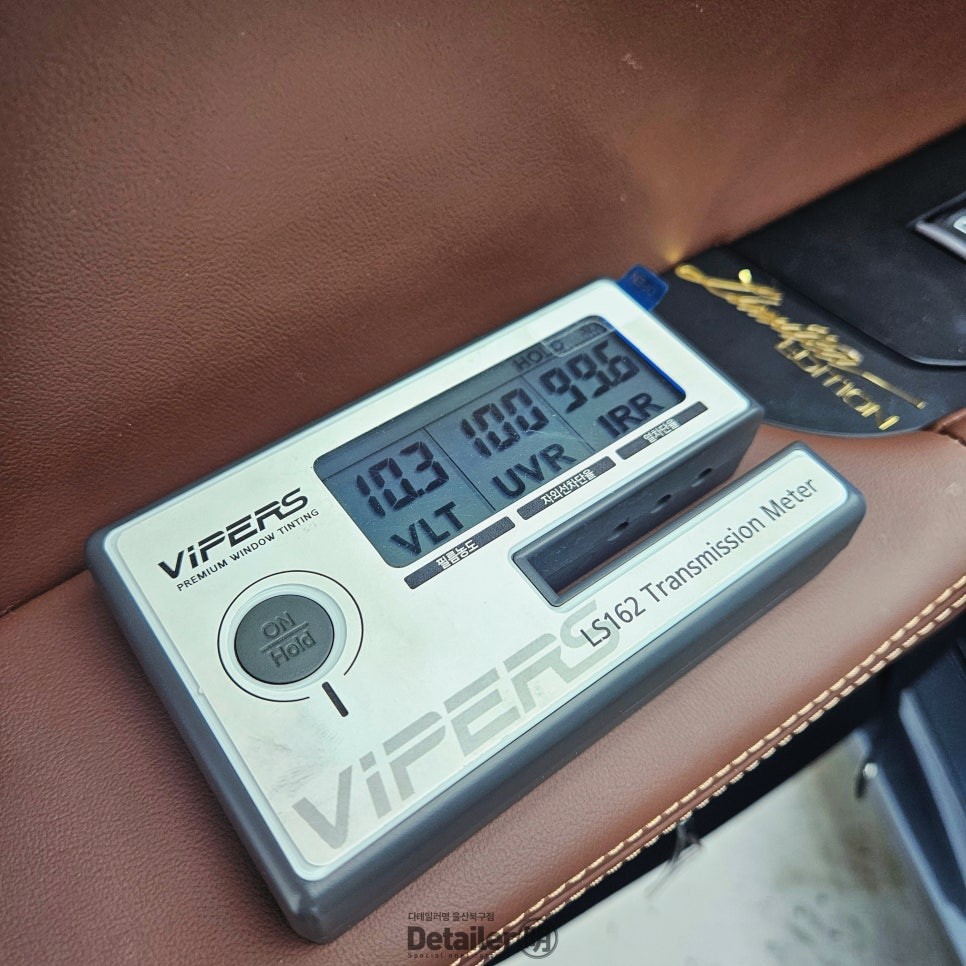 HOLD
10.3 100 99.6
VLT UVR IRR
필름농도 자외선차단율 열차단율
ViPERS
PREMIUM WINDOW TINTING
ON
Hold
LS162 Transmission Meter
ViPERS
EDITION
디테일러맹 울산북구점
Detailer